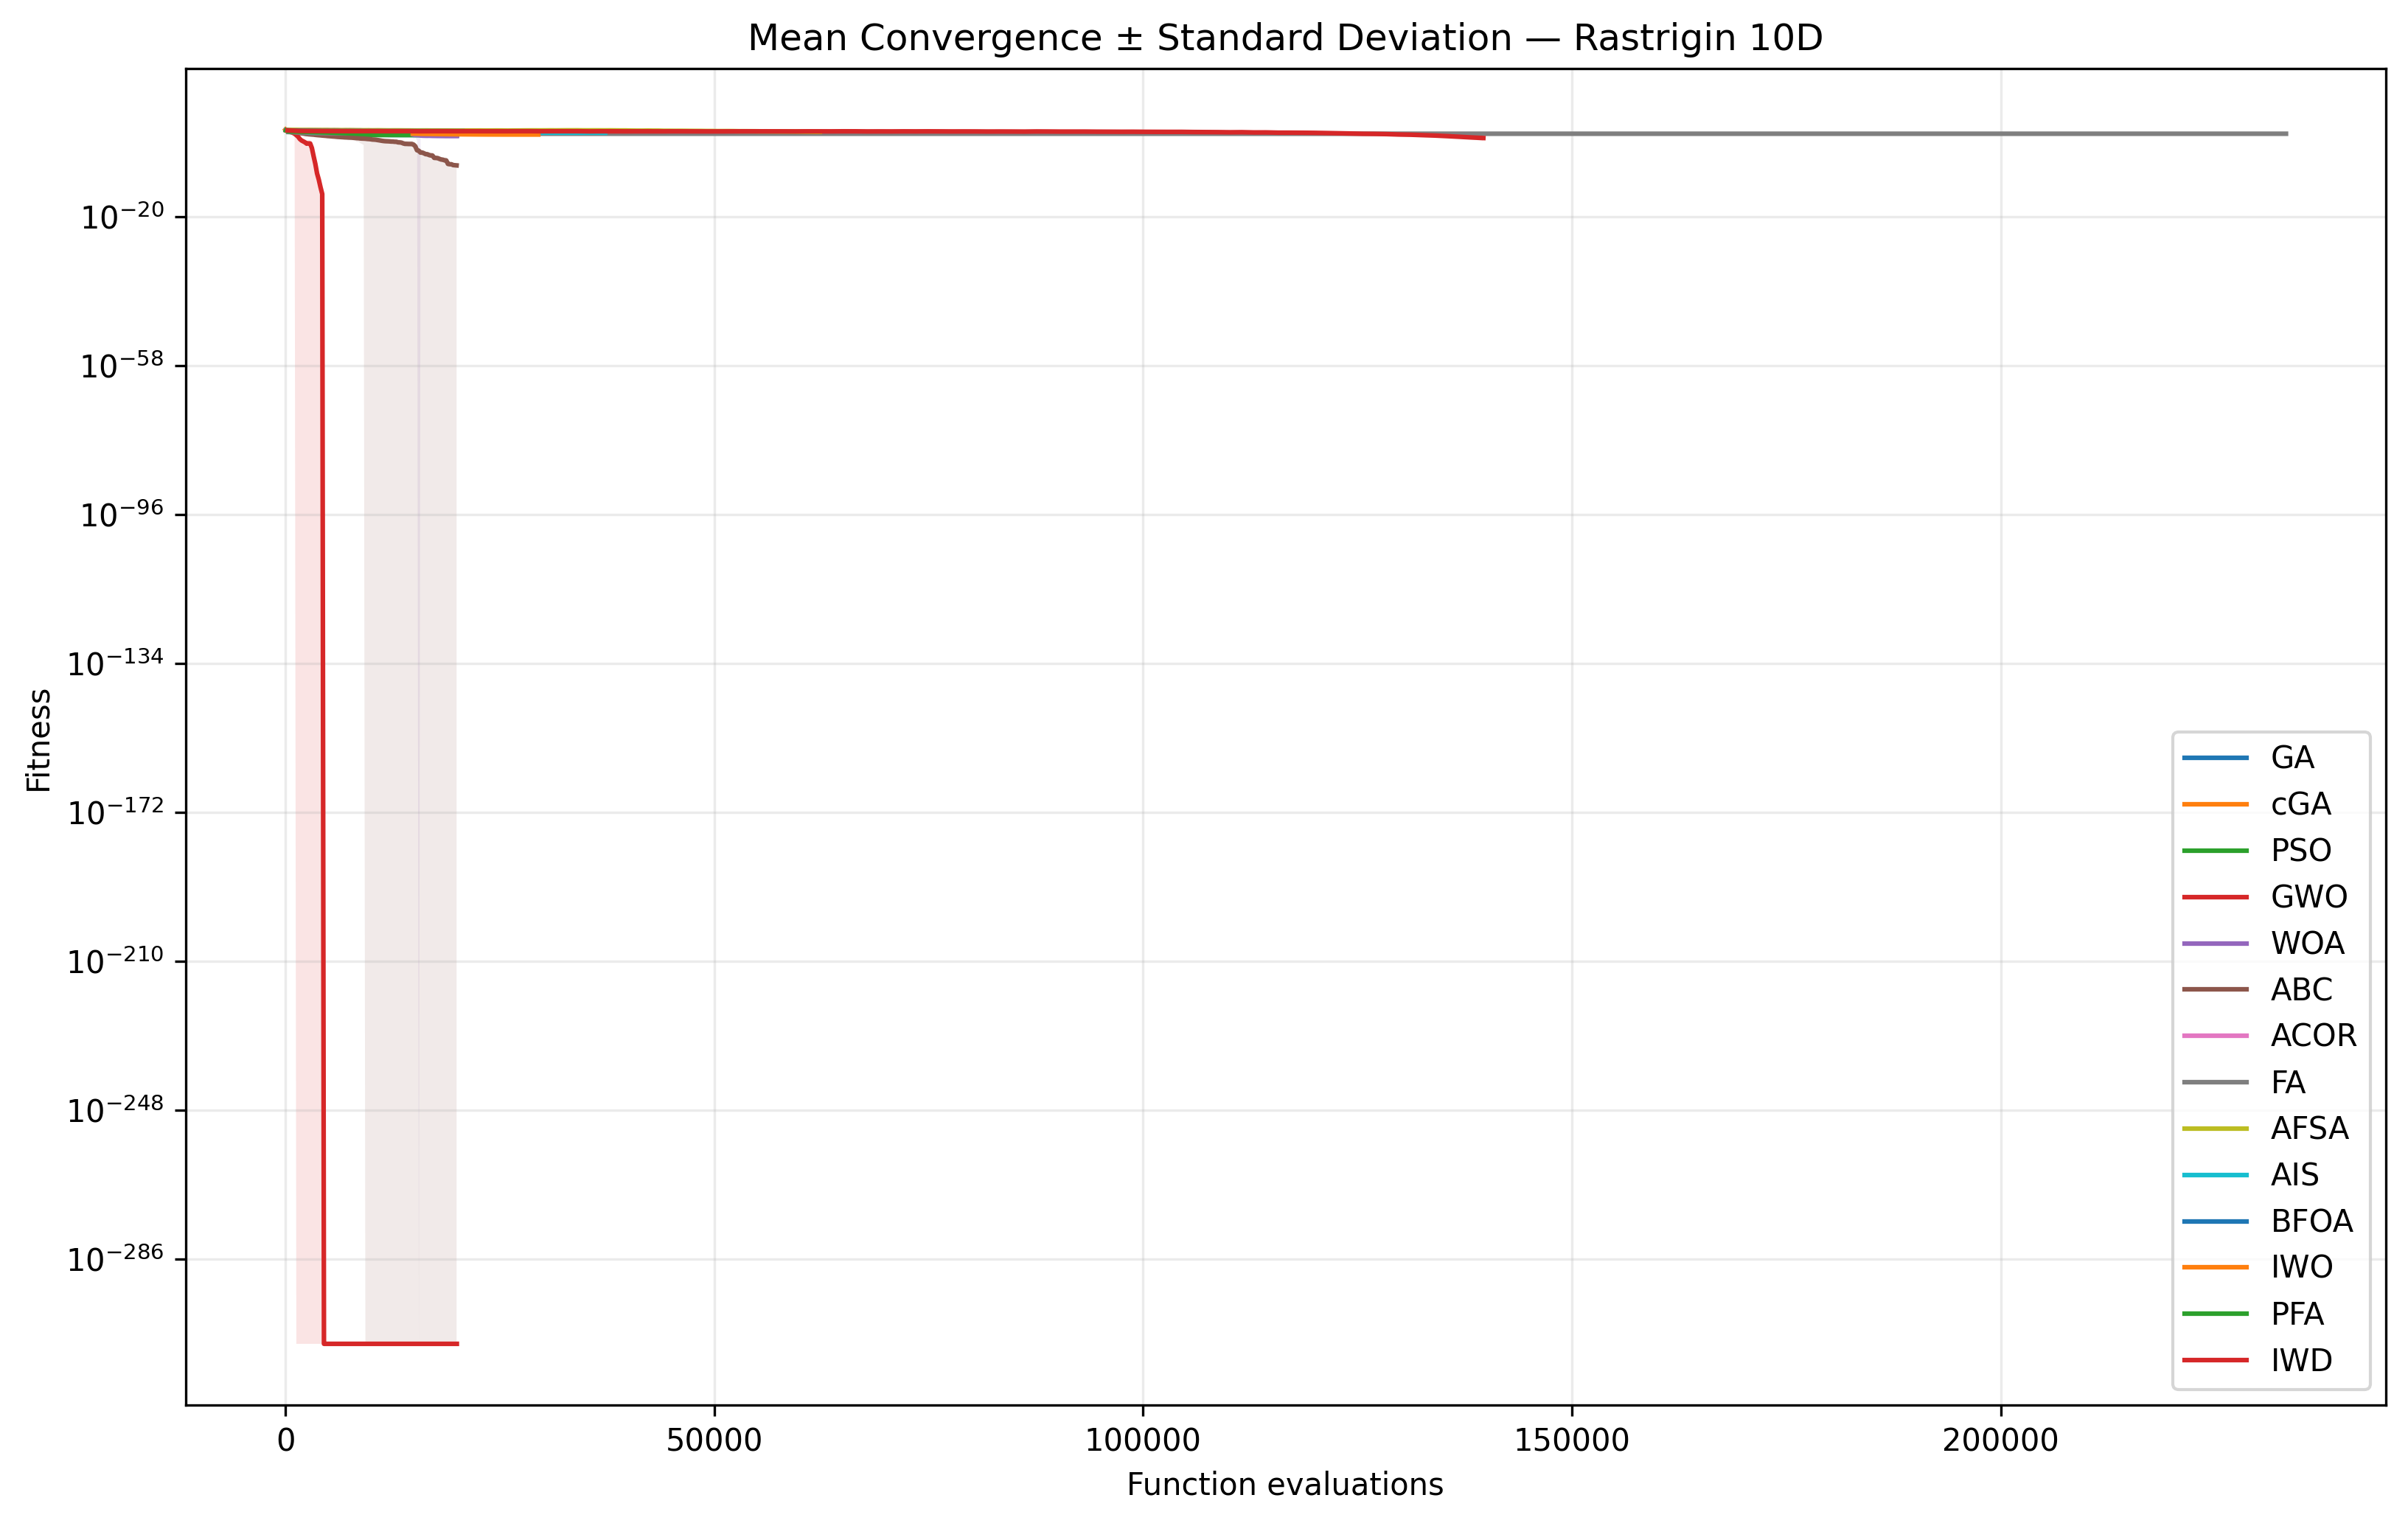 Mean Convergence ± Standard Deviation — Rastrigin 10D
Fitness
10⁻²⁰
10⁻⁵⁸
10⁻⁹⁶
10⁻¹³⁴
10⁻¹⁷²
10⁻²¹⁰
10⁻²⁴⁸
10⁻²⁸⁶
0
50000
100000
150000
200000
Function evaluations
GA
cGA
PSO
GWO
WOA
ABC
ACOR
FA
AFSA
AIS
BFOA
IWO
PFA
IWD